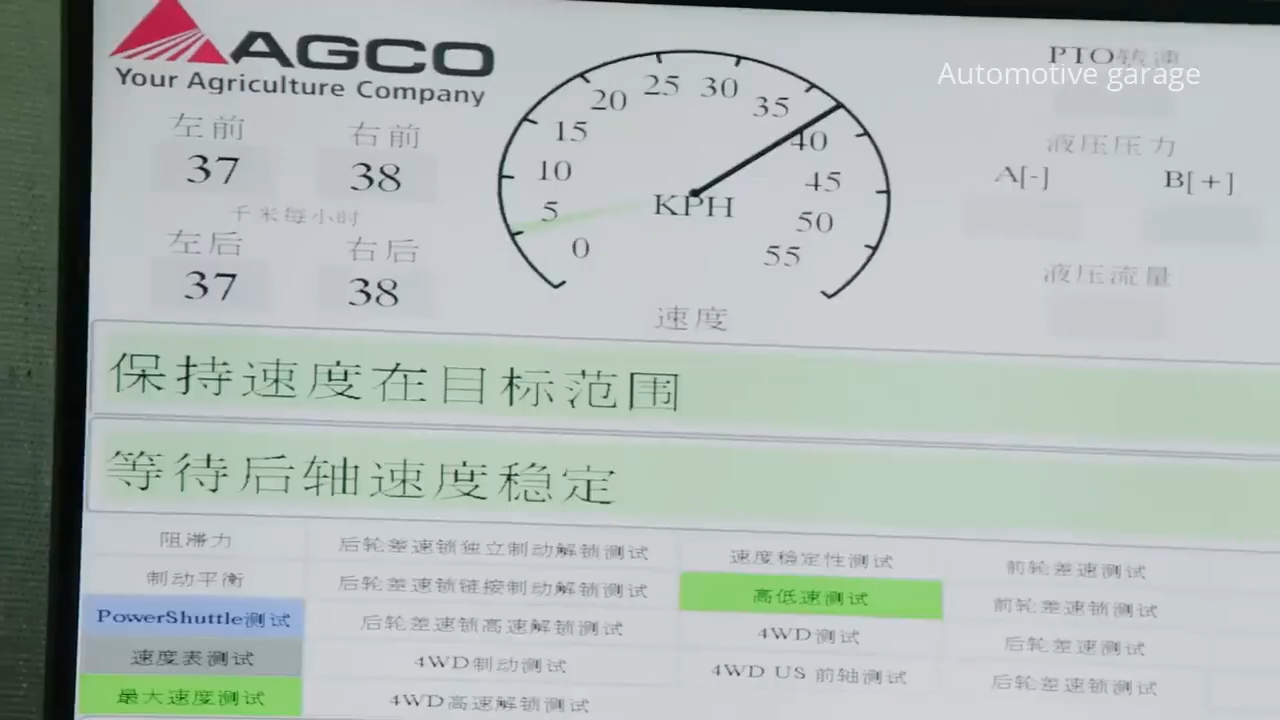 AGCO
Your Agriculture Company
左前 右前
37 38
千米每小时
左后 右后
37 38
0 5 10 15 20 25 30 35 40 45 50 55
KPH
速度
PTO转速
Automotive garage
液压压力
A[-] B[+]
液压流量
保持速度在目标范围
等待后轴速度稳定
阻滞力 后轮差速锁独立制动解锁测试 速度稳定性测试 前轮差速测试
制动平衡 后轮差速锁链接制动解锁测试 高低速测试 前轮差速锁测试
PowerShuttle测试 后轮差速锁高速解锁测试 4WD测试 后轮差速测试
速度表测试 4WD制动测试 4WD US 前轴测试 后轮差速锁测试
最大速度测试 4WD高速解锁测试